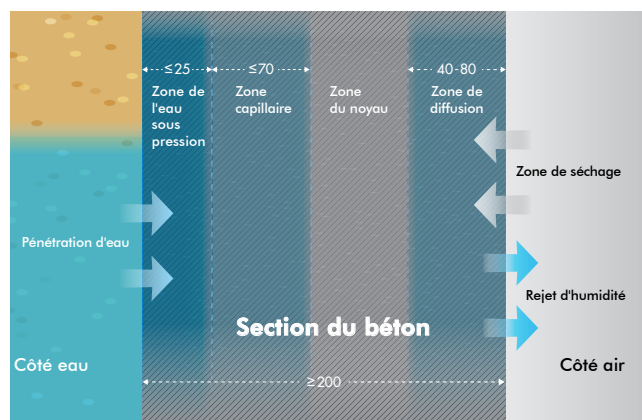 ≤25
≤70
40-80
Zone de
l'eau
sous
pression
Zone
capillaire
Zone
du noyau
Zone de
diffusion
Zone de séchage
Pénétration d'eau
Rejet d'humidité
Section du béton
Côté eau
Côté air
≥200